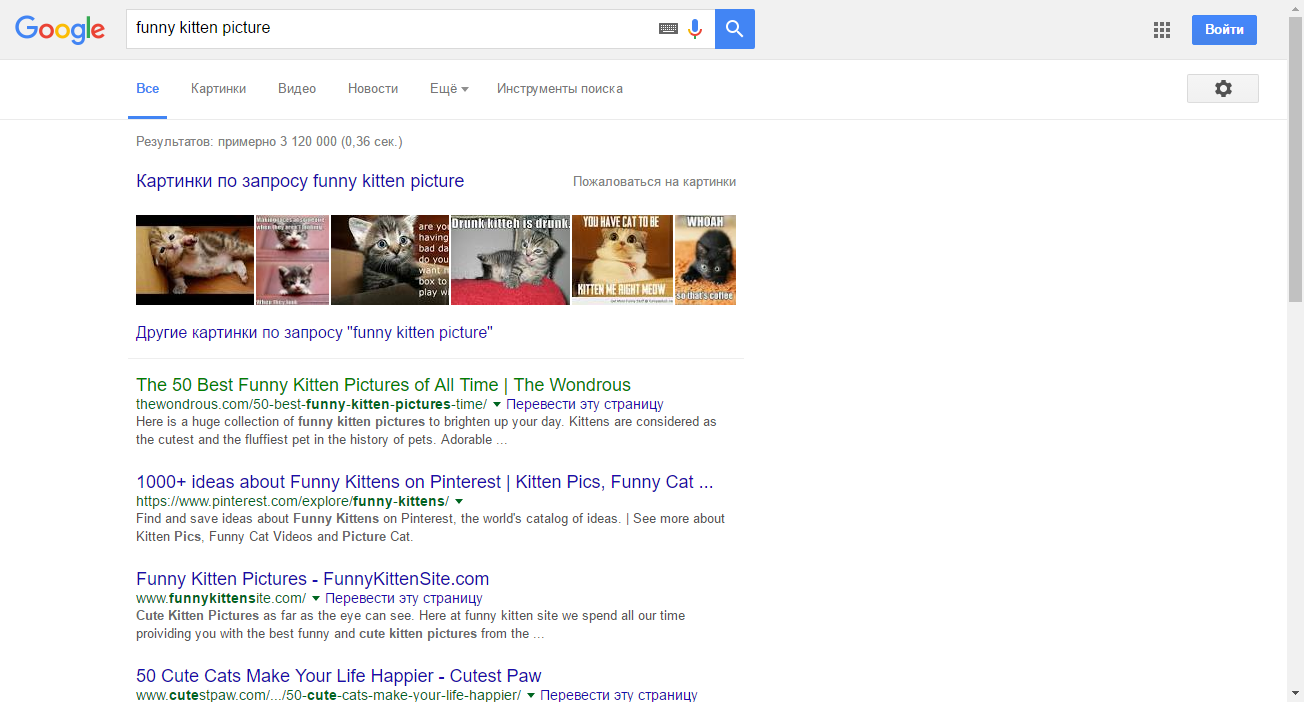 Google
funny kitten picture
Войти
Все Картинки Видео Новости Ещё Инструменты поиска
Результатов: примерно 3 120 000 (0,36 сек.)
Картинки по запросу funny kitten picture
Пожаловаться на картинки
when they aren't looking
When they look
are you
having
bad da
do you
want m
box to
play w
Drunk kitteh is drunk.
YOU HAVE CAT TO BE
KITTEN ME RIGHT MEOW
WHOAH
so that's coffee
Другие картинки по запросу "funny kitten picture"
The 50 Best Funny Kitten Pictures of All Time | The Wondrous
thewondrous.com/50-best-funny-kitten-pictures-time/ Перевести эту страницу
Here is a huge collection of funny kitten pictures to brighten up your day. Kittens are considered as
the cutest and the fluffiest pet in the history of pets. Adorable ...
1000+ ideas about Funny Kittens on Pinterest | Kitten Pics, Funny Cat ...
https://www.pinterest.com/explore/funny-kittens/
Find and save ideas about Funny Kittens on Pinterest, the world's catalog of ideas. | See more about
Kitten Pics, Funny Cat Videos and Picture Cat.
Funny Kitten Pictures - FunnyKittenSite.com
www.funnykittensite.com/ Перевести эту страницу
Cute Kitten Pictures as far as the eye can see. Here at funny kitten site we spend all our time
proividing you with the best funny and cute kitten pictures from the ...
50 Cute Cats Make Your Life Happier - Cutest Paw
www.cutestpaw.com/.../50-cute-cats-make-your-life-happier/ Перевести эту страницу